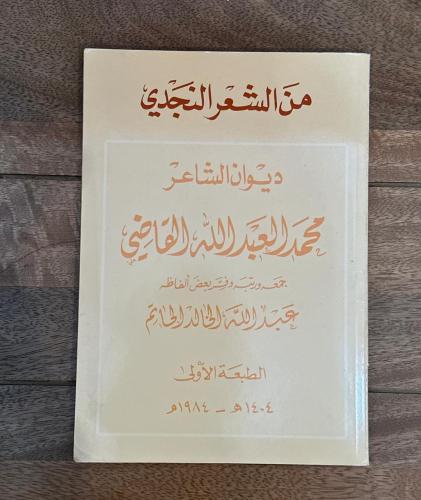 من الشعر النجدي
ديوان الشاعر
محمد العبد الله القاضي
جمعه ورتبه وفسر بعض ألفاظه
عبد الله الخالد الحاتم
الطبعة الأولى
١٤٠٤هـ - ١٩٨٤م